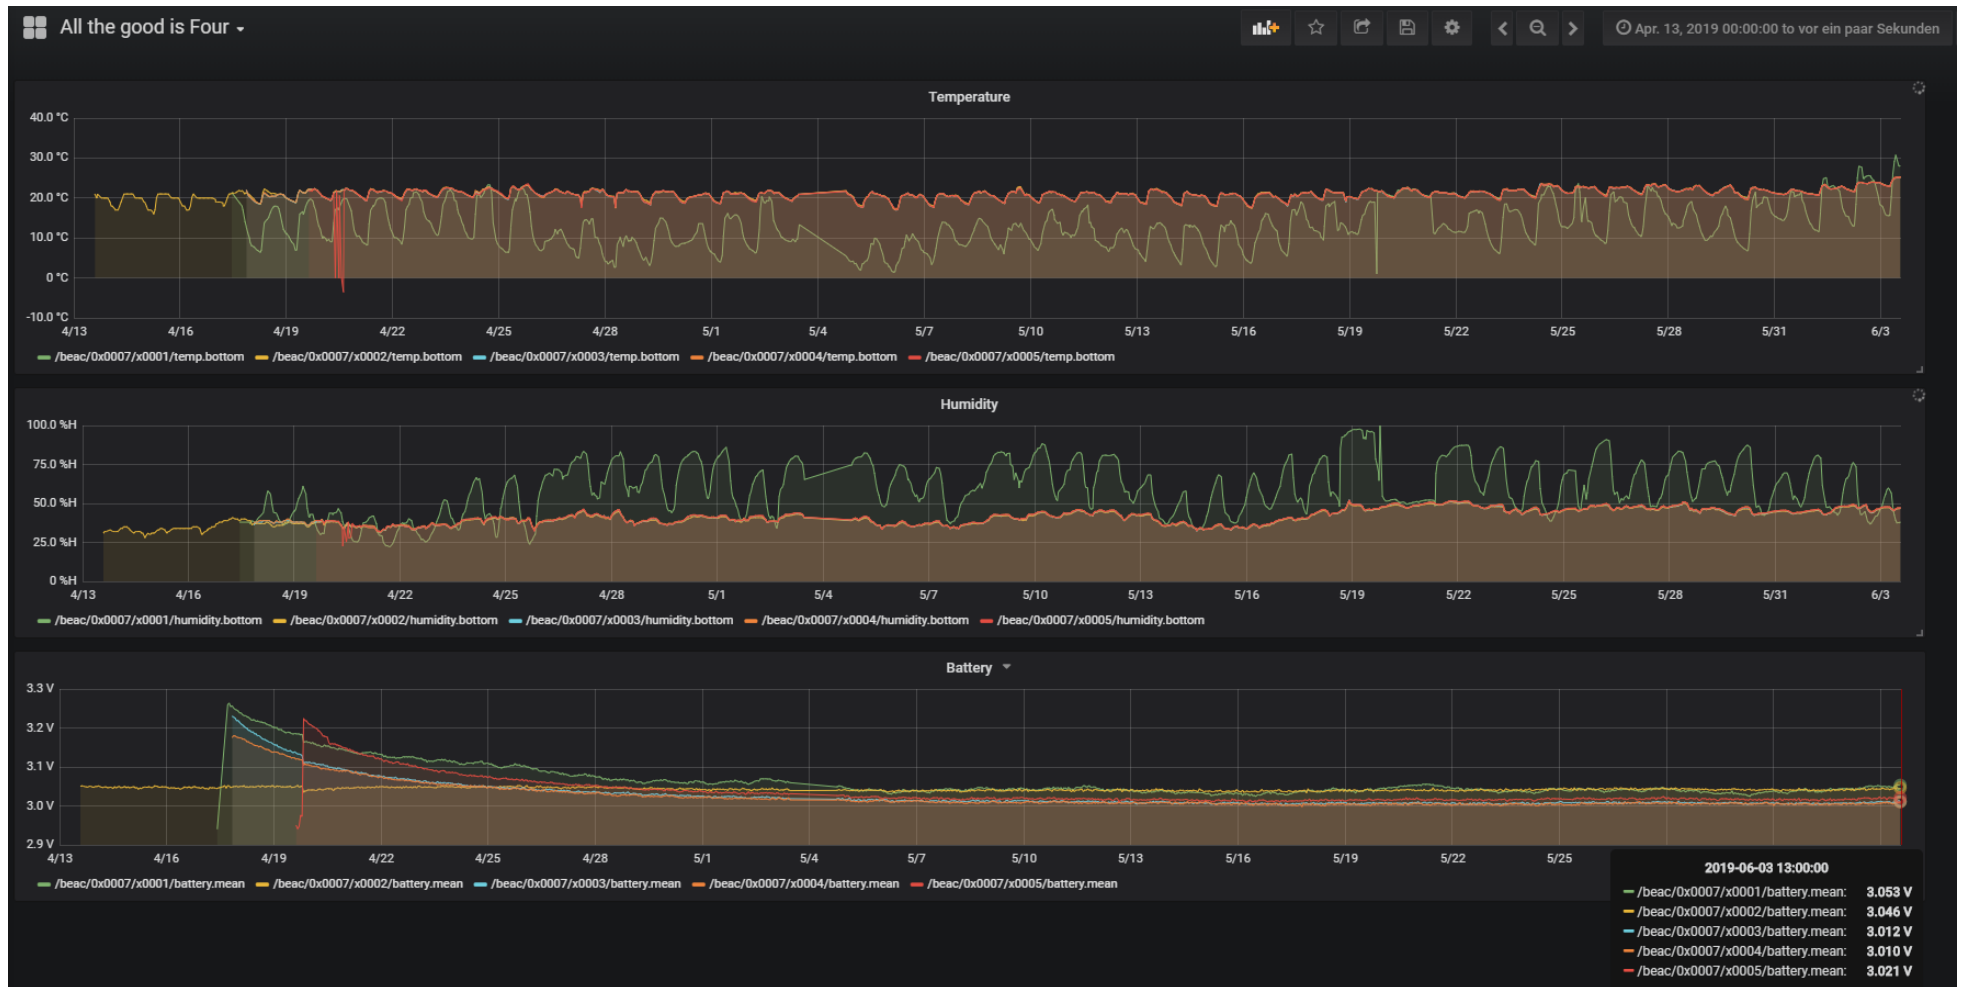 All the good is Four
Apr. 13, 2019 00:00:00 to vor ein paar Sekunden
Temperature
40.0 °C
30.0 °C
20.0 °C
10.0 °C
0 °C
-10.0 °C
4/13 4/16 4/19 4/22 4/25 4/28 5/1 5/4 5/7 5/10 5/13 5/16 5/19 5/22 5/25 5/28 5/31 6/3
/beac/0x0007/x0001/temp.bottom /beac/0x0007/x0002/temp.bottom /beac/0x0007/x0003/temp.bottom /beac/0x0007/x0004/temp.bottom /beac/0x0007/x0005/temp.bottom
Humidity
100.0 %H
75.0 %H
50.0 %H
25.0 %H
0 %H
4/13 4/16 4/19 4/22 4/25 4/28 5/1 5/4 5/7 5/10 5/13 5/16 5/19 5/22 5/25 5/28 5/31 6/3
/beac/0x0007/x0001/humidity.bottom /beac/0x0007/x0002/humidity.bottom /beac/0x0007/x0003/humidity.bottom /beac/0x0007/x0004/humidity.bottom /beac/0x0007/x0005/humidity.bottom
Battery
3.3 V
3.2 V
3.1 V
3.0 V
2.9 V
4/13 4/16 4/19 4/22 4/25 4/28 5/1 5/4 5/7 5/10 5/13 5/16 5/19 5/22 5/25
/beac/0x0007/x0001/battery.mean /beac/0x0007/x0002/battery.mean /beac/0x0007/x0003/battery.mean /beac/0x0007/x0004/battery.mean /beac/0x0007/x0005/battery.mean
2019-06-03 13:00:00
/beac/0x0007/x0001/battery.mean: 3.053 V
/beac/0x0007/x0002/battery.mean: 3.046 V
/beac/0x0007/x0003/battery.mean: 3.012 V
/beac/0x0007/x0004/battery.mean: 3.010 V
/beac/0x0007/x0005/battery.mean: 3.021 V